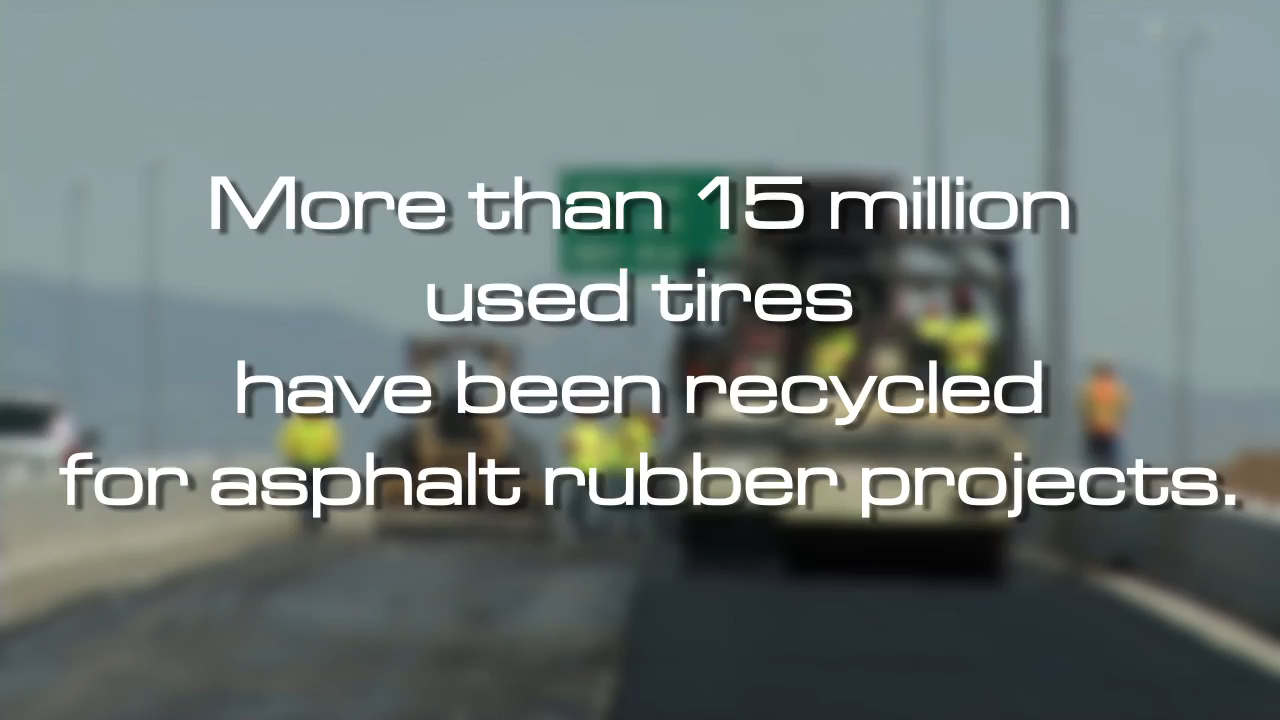 More than 15 million
used tires
have been recycled
for asphalt rubber projects.